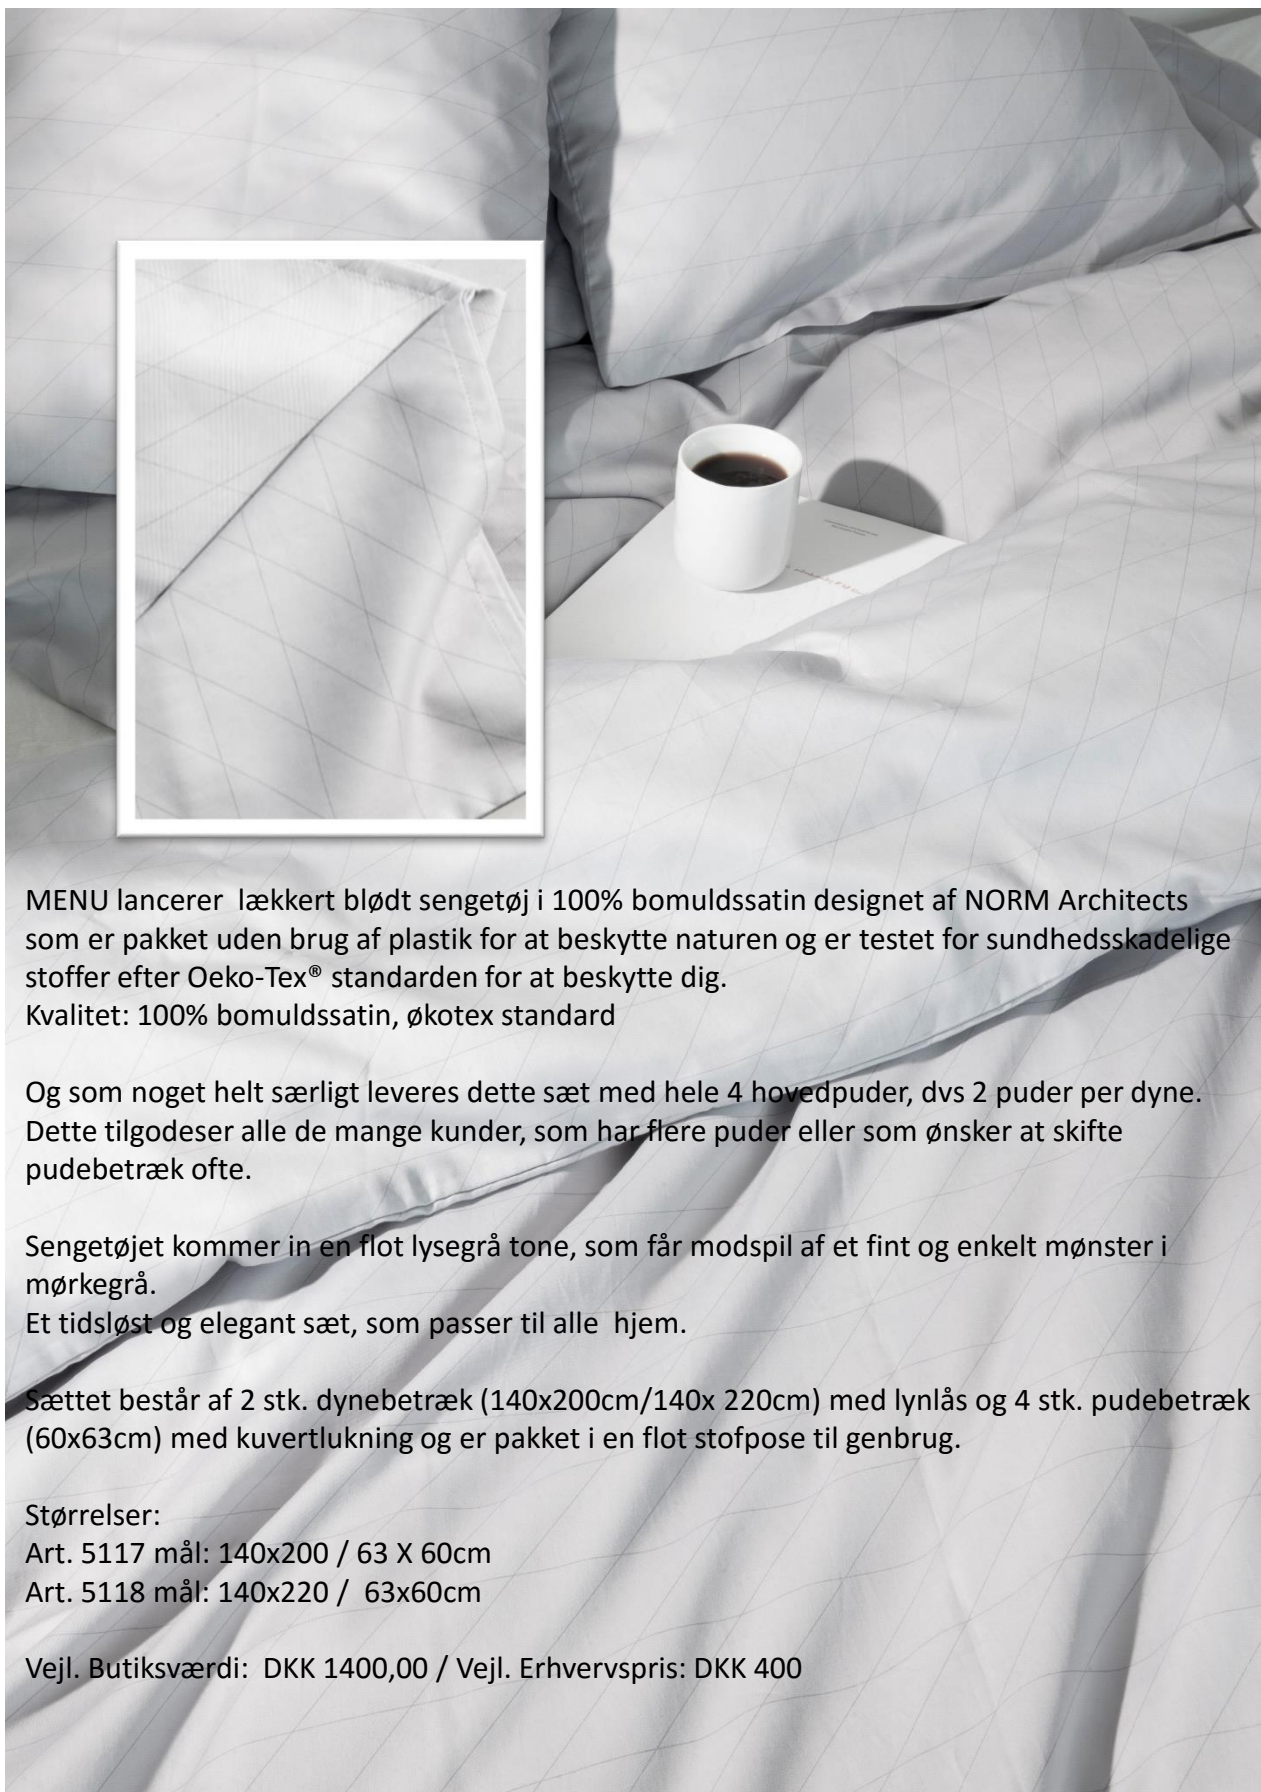 MENU lancerer  lækkert blødt sengetøj i 100% bomuldssatin designet af NORM Architects
som er pakket uden brug af plastik for at beskytte naturen og er testet for sundhedsskadelige
stoffer efter Oeko-Tex® standarden for at beskytte dig.
Kvalitet: 100% bomuldssatin, økotex standard
Og som noget helt særligt leveres dette sæt med hele 4 hovedpuder, dvs 2 puder per dyne.
Dette tilgodeser alle de mange kunder, som har flere puder eller som ønsker at skifte
pudebetræk ofte.
Sengetøjet kommer in en flot lysegrå tone, som får modspil af et fint og enkelt mønster i
mørkegrå.
Et tidsløst og elegant sæt, som passer til alle  hjem.
Sættet består af 2 stk. dynebetræk (140x200cm/140x 220cm) med lynlås og 4 stk. pudebetræk
(60x63cm) med kuvertlukning og er pakket i en flot stofpose til genbrug.
Størrelser:
Art. 5117 mål: 140x200 / 63 X 60cm
Art. 5118 mål: 140x220 /  63x60cm
Vejl. Butiksværdi:  DKK 1400,00 / Vejl. Erhvervspris: DKK 400